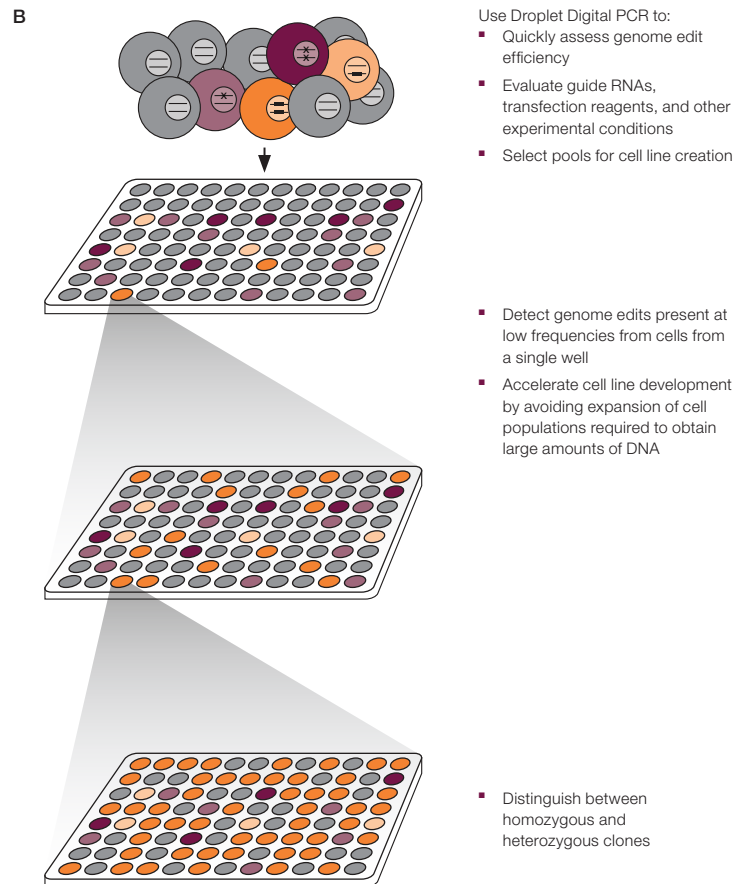 B
Use Droplet Digital PCR to:
▪ Quickly assess genome edit
efficiency
▪ Evaluate guide RNAs,
transfection reagents, and other
experimental conditions
▪ Select pools for cell line creation
▪ Detect genome edits present at
low frequencies from cells from
a single well
▪ Accelerate cell line development
by avoiding expansion of cell
populations required to obtain
large amounts of DNA
▪ Distinguish between
homozygous and
heterozygous clones